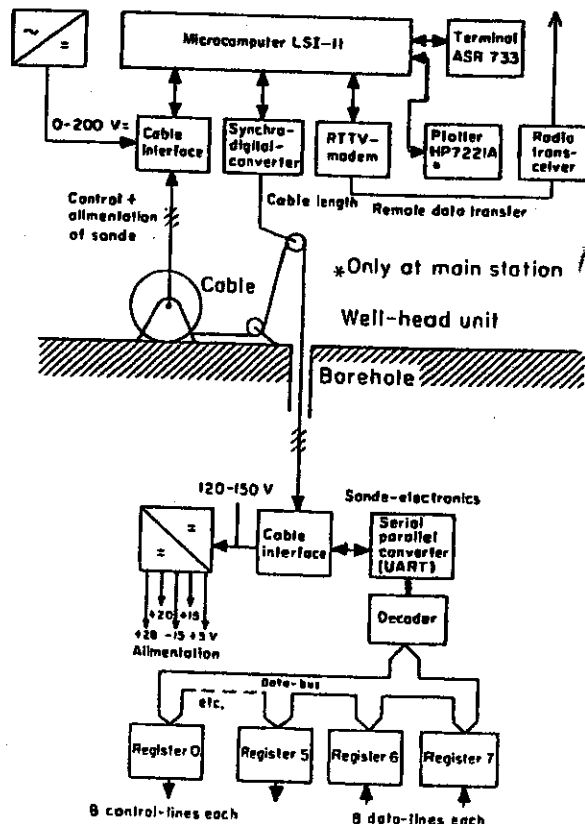 ~
=
Microcomputer LSI-11
Terminal
ASR 733
0-200 V=
Cable
Interface
Synchro-
digital-
converter
RTTV-
modem
Plotter
HP7221A
*
Radio
trans-
ceiver
Control +
alimentation
of sonde
Cable length
Remote data transfer
Cable
*Only at main station
Well-head unit
Borehole
120-150 V
Sonde-electronics
=
=
Cable
interface
Serial
parallel
converter
(UART)
+20 +15
+28 -15 +5 V
Alimentation
Decoder
Data-bus
etc.
Register 0
Register 5
Register 6
Register 7
8 control-lines each
8 data-lines each